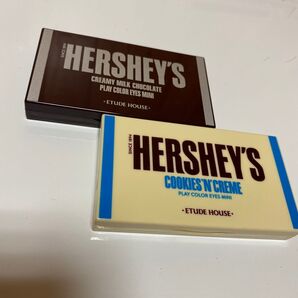 SINCE 1894
HERSHEY'S
CREAMY MILK CHOCOLATE
PLAY COLOR EYES MINI
• ETUDE HOUSE •
SINCE 1894
HERSHEY'S
COOKIES'N'CREME
PLAY COLOR EYES MINI
• ETUDE HOUSE •